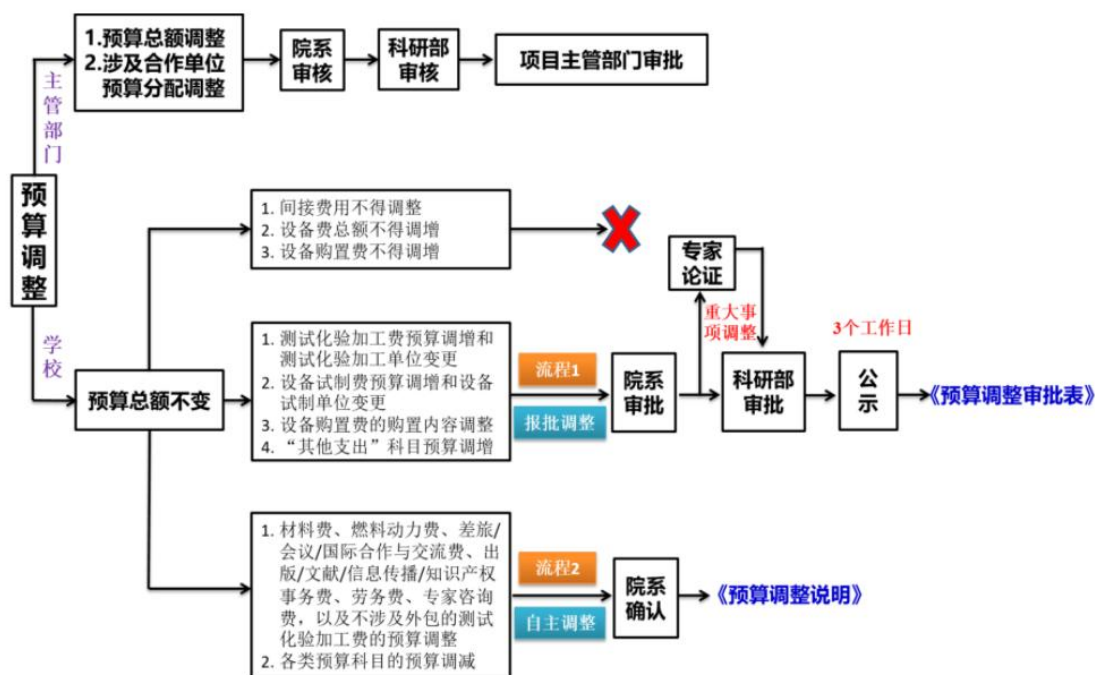 1.预算总额调整
2.涉及合作单位
预算分配调整
院系
审核
科研部
审核
项目主管部门审批
主管部门
预算调整
学校
预算总额不变
1. 间接费用不得调整
2. 设备费总额不得调增
3. 设备购置费不得调增
专家
论证
重大事
项调整
3个工作日
1. 测试化验加工费预算调增和
测试化验加工单位变更
2. 设备试制费预算调增和设备
试制单位变更
3. 设备购置费的购置内容调整
4. “其他支出”科目预算调增
流程1
报批调整
院系
审批
科研部
审批
公示
《预算调整审批表》
1. 材料费、燃料动力费、差旅/
会议/国际合作与交流费、出
版/文献/信息传播/知识产权
事务费、劳务费、专家咨询
费，以及不涉及外包的测试
化验加工费的预算调整
2. 各类预算科目的预算调减
流程2
自主调整
院系
确认
《预算调整说明》